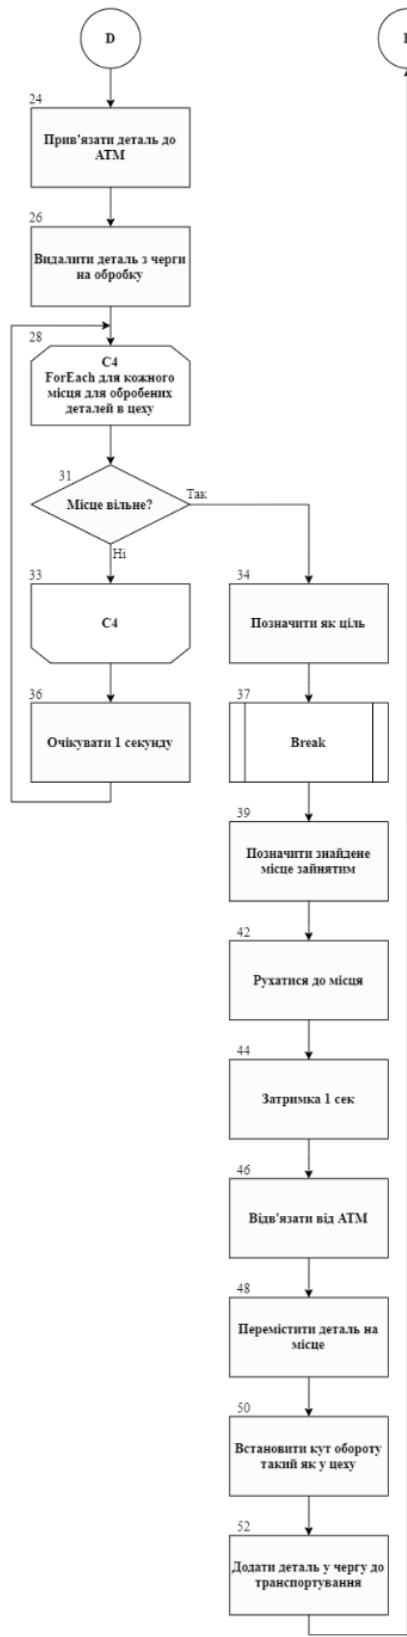 D
24
Прив'язати деталь до
АТМ
26
Видалити деталь з черги
на обробку
28
C4
ForEach для кожного
місця для обробених
деталей в цеху
31
Місце вільне?
Так
Ні
33
C4
34
Позначити як ціль
36
Очікувати 1 секунду
37
Break
39
Позначити знайдене
місце зайнятим
42
Рухатися до місця
44
Затримка 1 сек
46
Відв'язати від АТМ
48
Перемістити деталь на
місце
50
Встановити кут обороту
такий як у цеху
52
Додати деталь у чергу до
транспортування